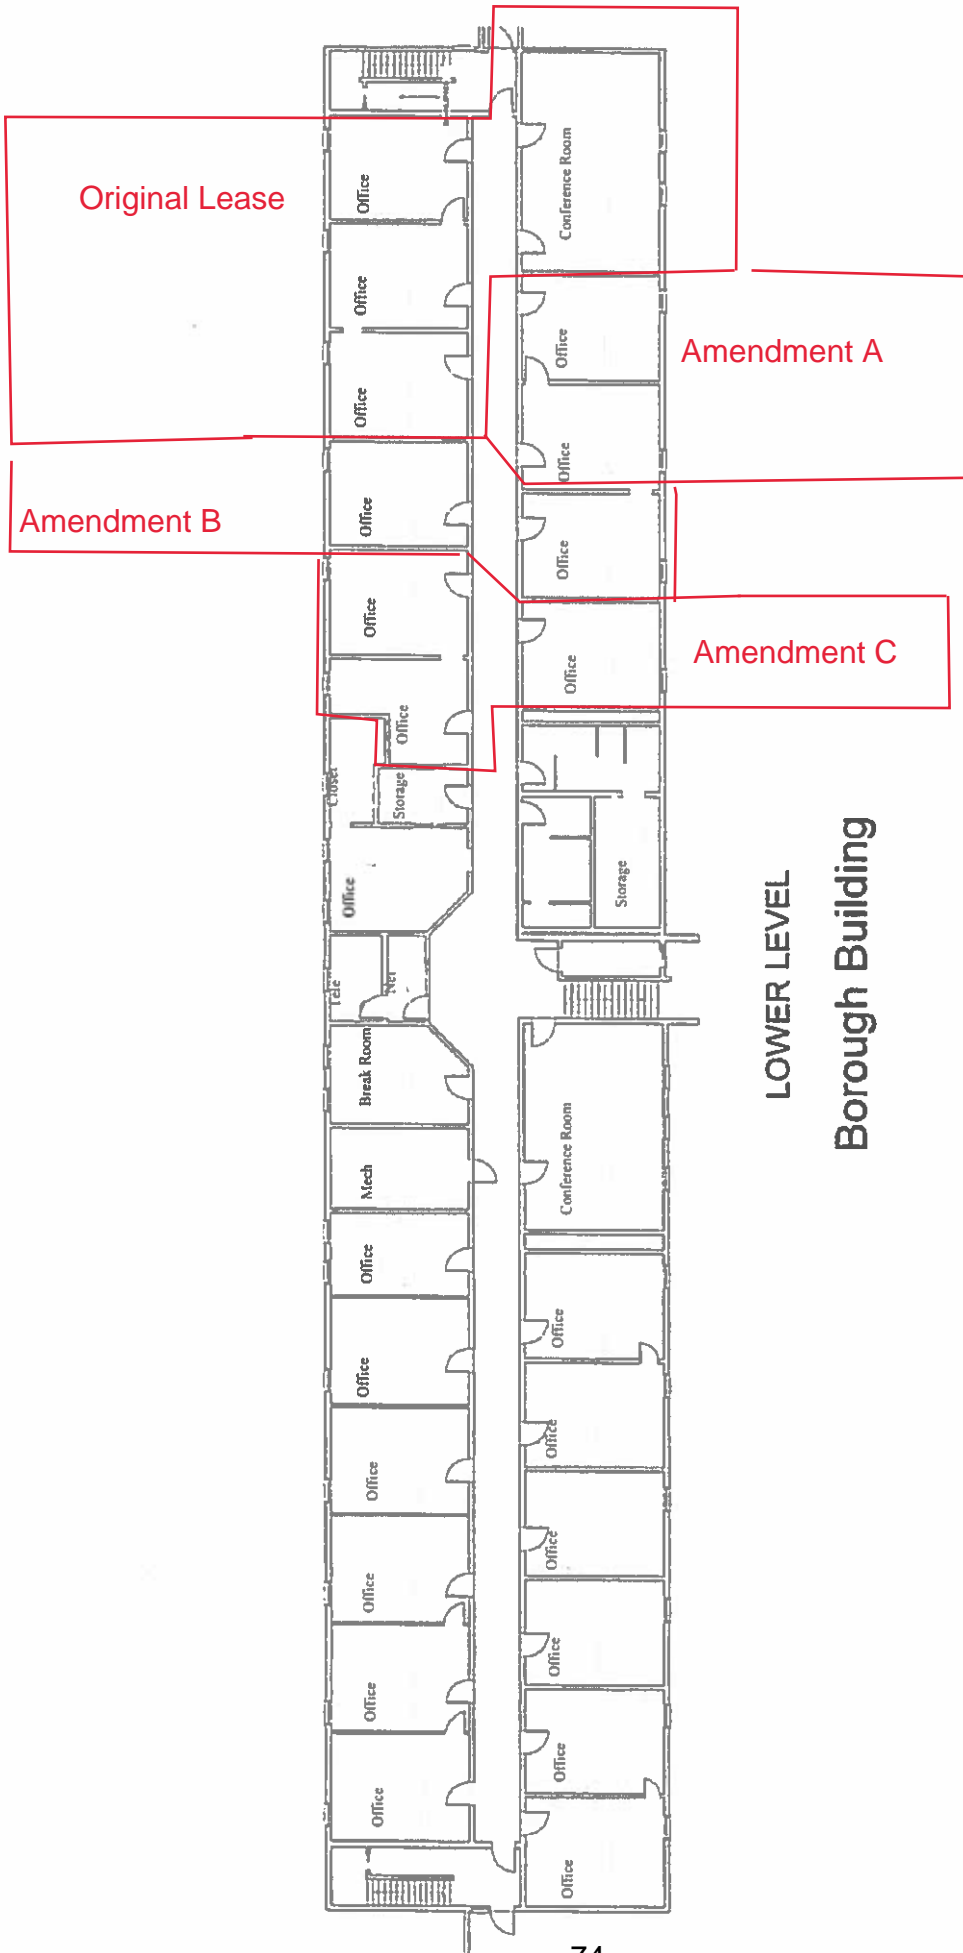 Original Lease
Amendment A
Amendment B
Amendment C
Office
Office
Office
Office
Office
Office
Closet
Storage
Office
Tele
Net
Break Room
Mech
Office
Office
Office
Office
Office
Office
Conference Room
Office
Office
Office
Office
Storage
Conference Room
Office
Office
Office
Office
Office
Office
LOWER LEVEL
Borough Building
74